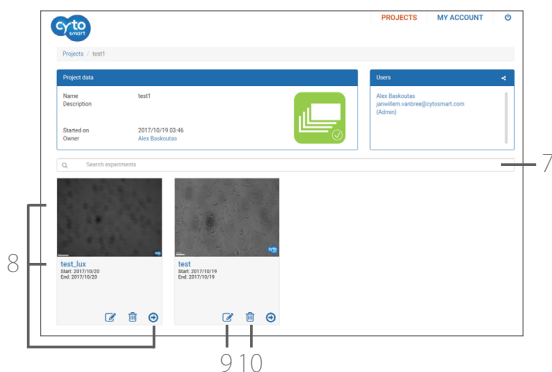 cyto
smart
PROJECTS MY ACCOUNT
Projects / test1
Project data
Name test1
Description
Started on 2017/10/19 03:46
Owner Alex Baskoutas
Users
Alex Baskoutas
janwillem.vanbree@cytosmart.com
(Admin)
Search experiments
7
8
test_lux
Start: 2017/10/20
End: 2017/10/20
test
Start: 2017/10/19
End: 2017/10/19
9 10